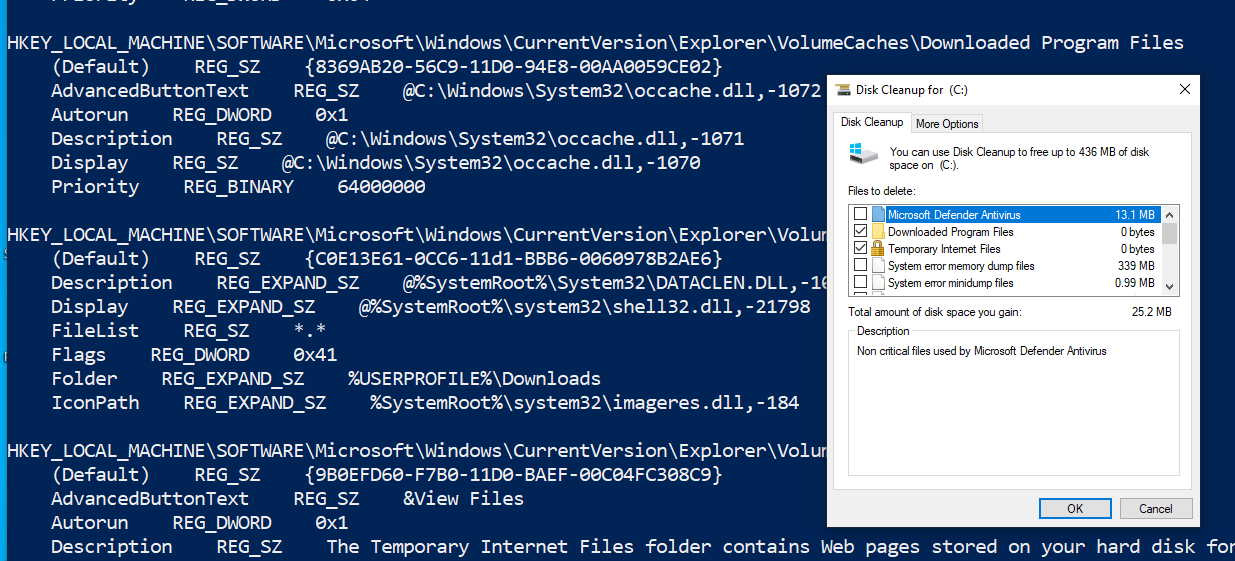 HKEY_LOCAL_MACHINE\SOFTWARE\Microsoft\Windows\CurrentVersion\Explorer\VolumeCaches\Downloaded Program Files
(Default) REG_SZ {8369AB20-56C9-11D0-94E8-00AA0059CE02}
AdvancedButtonText REG_SZ @C:\Windows\System32\occache.dll,-1072
Autorun REG_DWORD 0x1
Description REG_SZ @C:\Windows\System32\occache.dll,-1071
Display REG_SZ @C:\Windows\System32\occache.dll,-1070
Priority REG_BINARY 64000000
HKEY_LOCAL_MACHINE\SOFTWARE\Microsoft\Windows\CurrentVersion\Explorer\Volum
(Default) REG_SZ {C0E13E61-0CC6-11d1-BBB6-0060978B2AE6}
Description REG_EXPAND_SZ @%SystemRoot%\System32\DATACLEN.DLL,-10
Display REG_EXPAND_SZ @%SystemRoot%\system32\shell32.dll,-21798
FileList REG_SZ *.*
Flags REG_DWORD 0x41
Folder REG_EXPAND_SZ %USERPROFILE%\Downloads
IconPath REG_EXPAND_SZ %SystemRoot%\system32\imageres.dll,-184
HKEY_LOCAL_MACHINE\SOFTWARE\Microsoft\Windows\CurrentVersion\Explorer\Volum
(Default) REG_SZ {9B0EFD60-F7B0-11D0-BAEF-00C04FC308C9}
AdvancedButtonText REG_SZ &View Files
Autorun REG_DWORD 0x1
Description REG_SZ The Temporary Internet Files folder contains Web pages stored on your hard disk for
Disk Cleanup for (C:)
Disk Cleanup
More Options
You can use Disk Cleanup to free up to 436 MB of disk
space on (C:).
Files to delete:
Microsoft Defender Antivirus 13.1 MB
Downloaded Program Files 0 bytes
Temporary Internet Files 0 bytes
System error memory dump files 339 MB
System error minidump files 0.99 MB
Total amount of disk space you gain: 25.2 MB
Description
Non critical files used by Microsoft Defender Antivirus
OK
Cancel